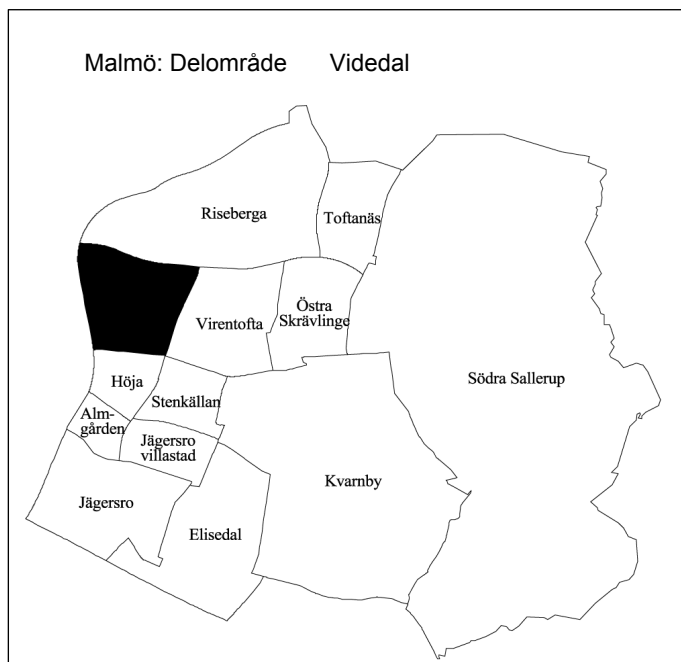 Malmö: Delområde Videdal
Riseberga
Toftanäs
Östra
Skrävlinge
Virentofta
Södra Sallerup
Höja
Stenkällan
Alm-
gården
Jägersro
villastad
Kvarnby
Jägersro
Elisedal